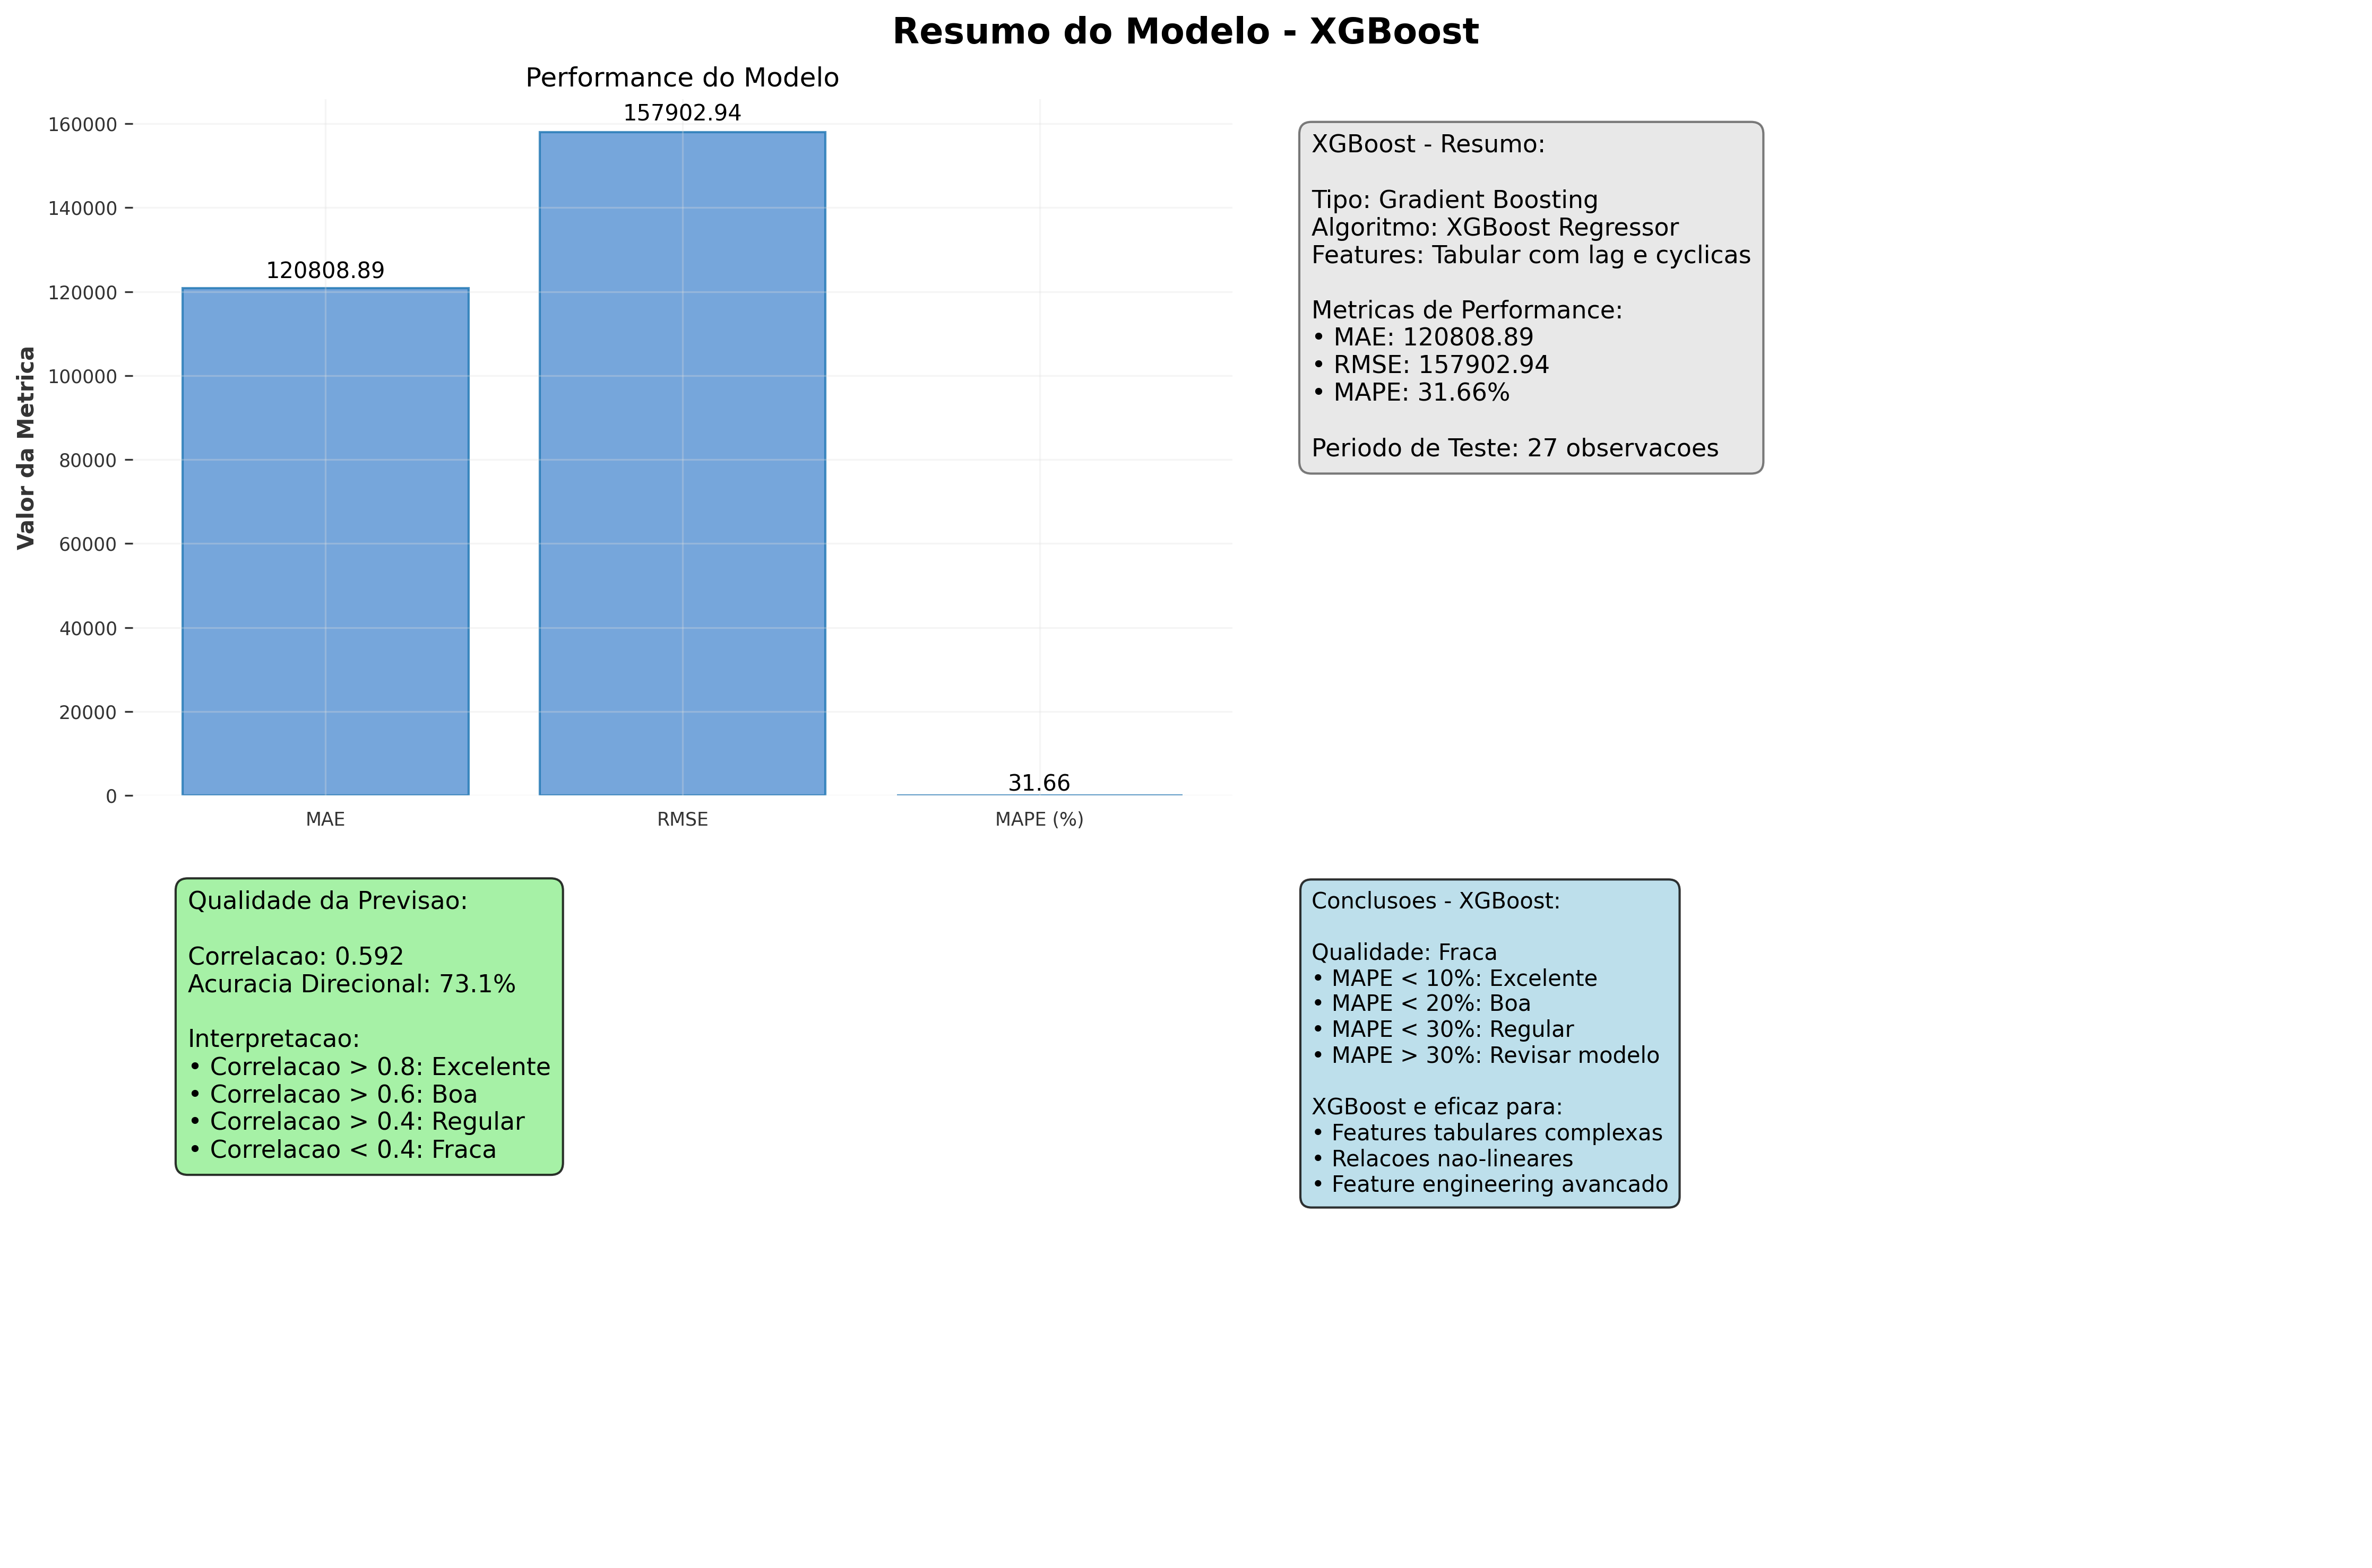 Resumo do Modelo - XGBoost
Performance do Modelo
Valor da Metrica
160000
140000
120000
100000
80000
60000
40000
20000
0
120808.89
157902.94
31.66
MAE
RMSE
MAPE (%)
XGBoost - Resumo:
Tipo: Gradient Boosting
Algoritmo: XGBoost Regressor
Features: Tabular com lag e cyclicas
Metricas de Performance:
• MAE: 120808.89
• RMSE: 157902.94
• MAPE: 31.66%
Periodo de Teste: 27 observacoes
Qualidade da Previsao:
Correlacao: 0.592
Acuracia Direcional: 73.1%
Interpretacao:
• Correlacao > 0.8: Excelente
• Correlacao > 0.6: Boa
• Correlacao > 0.4: Regular
• Correlacao < 0.4: Fraca
Conclusoes - XGBoost:
Qualidade: Fraca
• MAPE < 10%: Excelente
• MAPE < 20%: Boa
• MAPE < 30%: Regular
• MAPE > 30%: Revisar modelo
XGBoost e eficaz para:
• Features tabulares complexas
• Relacoes nao-lineares
• Feature engineering avancado